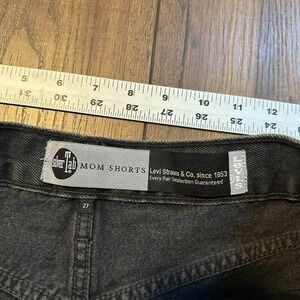 5 6 7 8 9 10 11 12
31 30 29 28 27 26 25 24
silver Tab
MOM SHORTS
Levi Strauss & Co. since 1853
Every Pair Satisfaction Guaranteed
LEVI'S
27